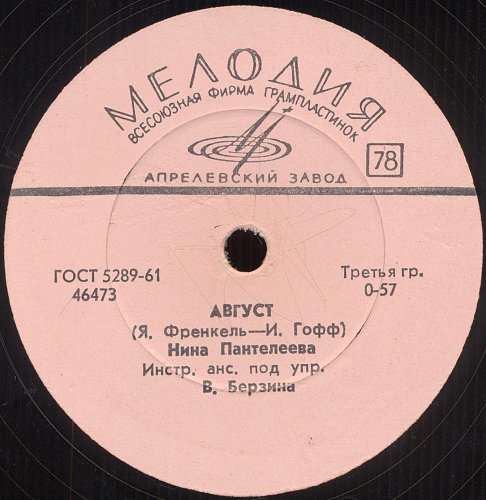 МЕЛОДИЯ
ВСЕСОЮЗНАЯ ФИРМА ГРАМПЛАСТИНОК
78
АПРЕЛЕВСКИЙ ЗАВОД
ГОСТ 5289-61
46473
Третья гр.
0-57
АВГУСТ
(Я. Френкель—И. Гофф)
Нина Пантелеева
Инстр. анс. под упр.
В. Берзина